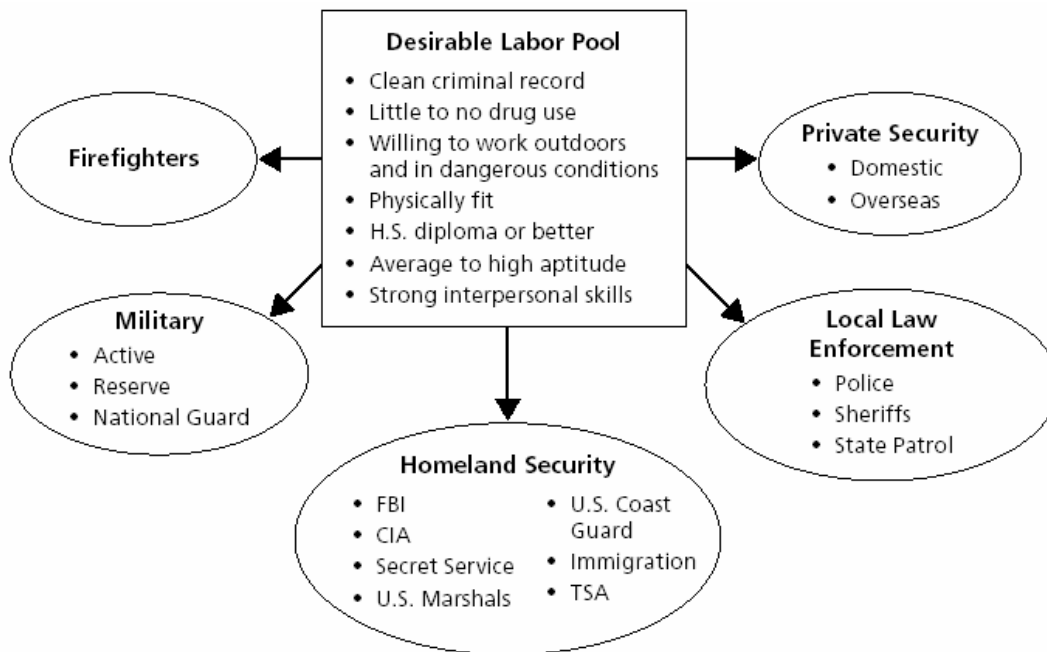 Desirable Labor Pool
• Clean criminal record
• Little to no drug use
• Willing to work outdoors
and in dangerous conditions
• Physically fit
• H.S. diploma or better
• Average to high aptitude
• Strong interpersonal skills
Firefighters
Private Security
• Domestic
• Overseas
Military
• Active
• Reserve
• National Guard
Local Law
Enforcement
• Police
• Sheriffs
• State Patrol
Homeland Security
• FBI
• CIA
• Secret Service
• U.S. Marshals
• U.S. Coast
Guard
• Immigration
• TSA